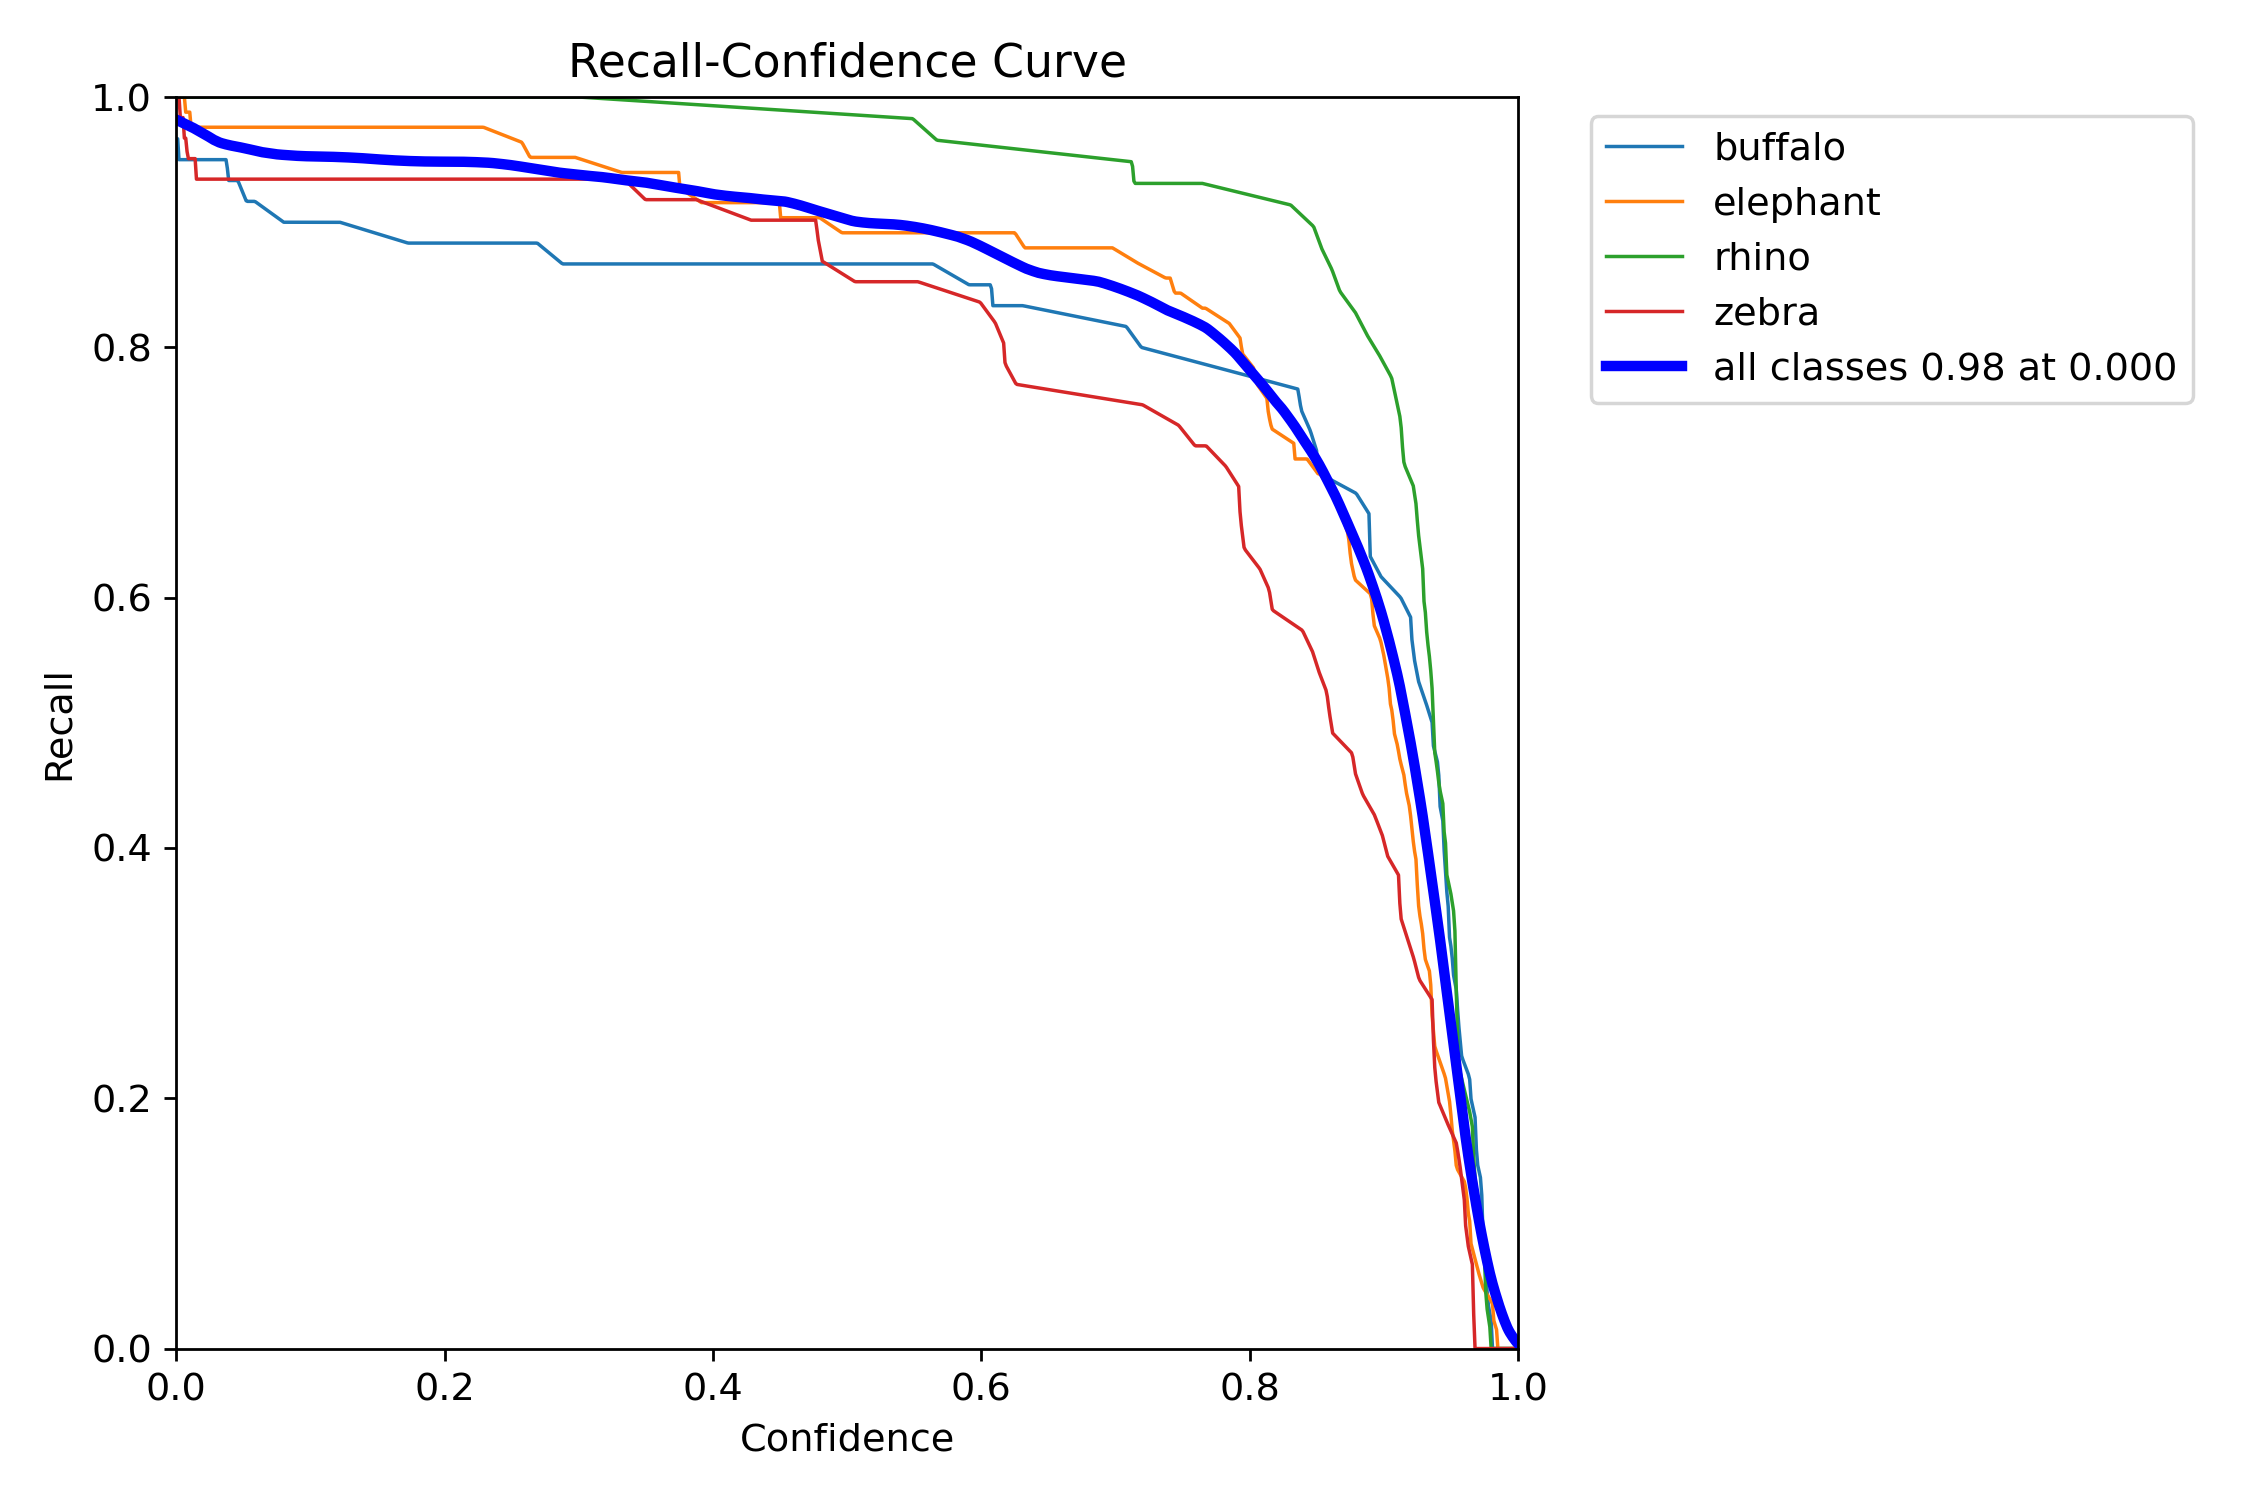 Recall-Confidence Curve
1.0
0.8
0.6
0.4
0.2
0.0
Recall
0.0 0.2 0.4 0.6 0.8 1.0
Confidence
buffalo
elephant
rhino
zebra
all classes 0.98 at 0.000